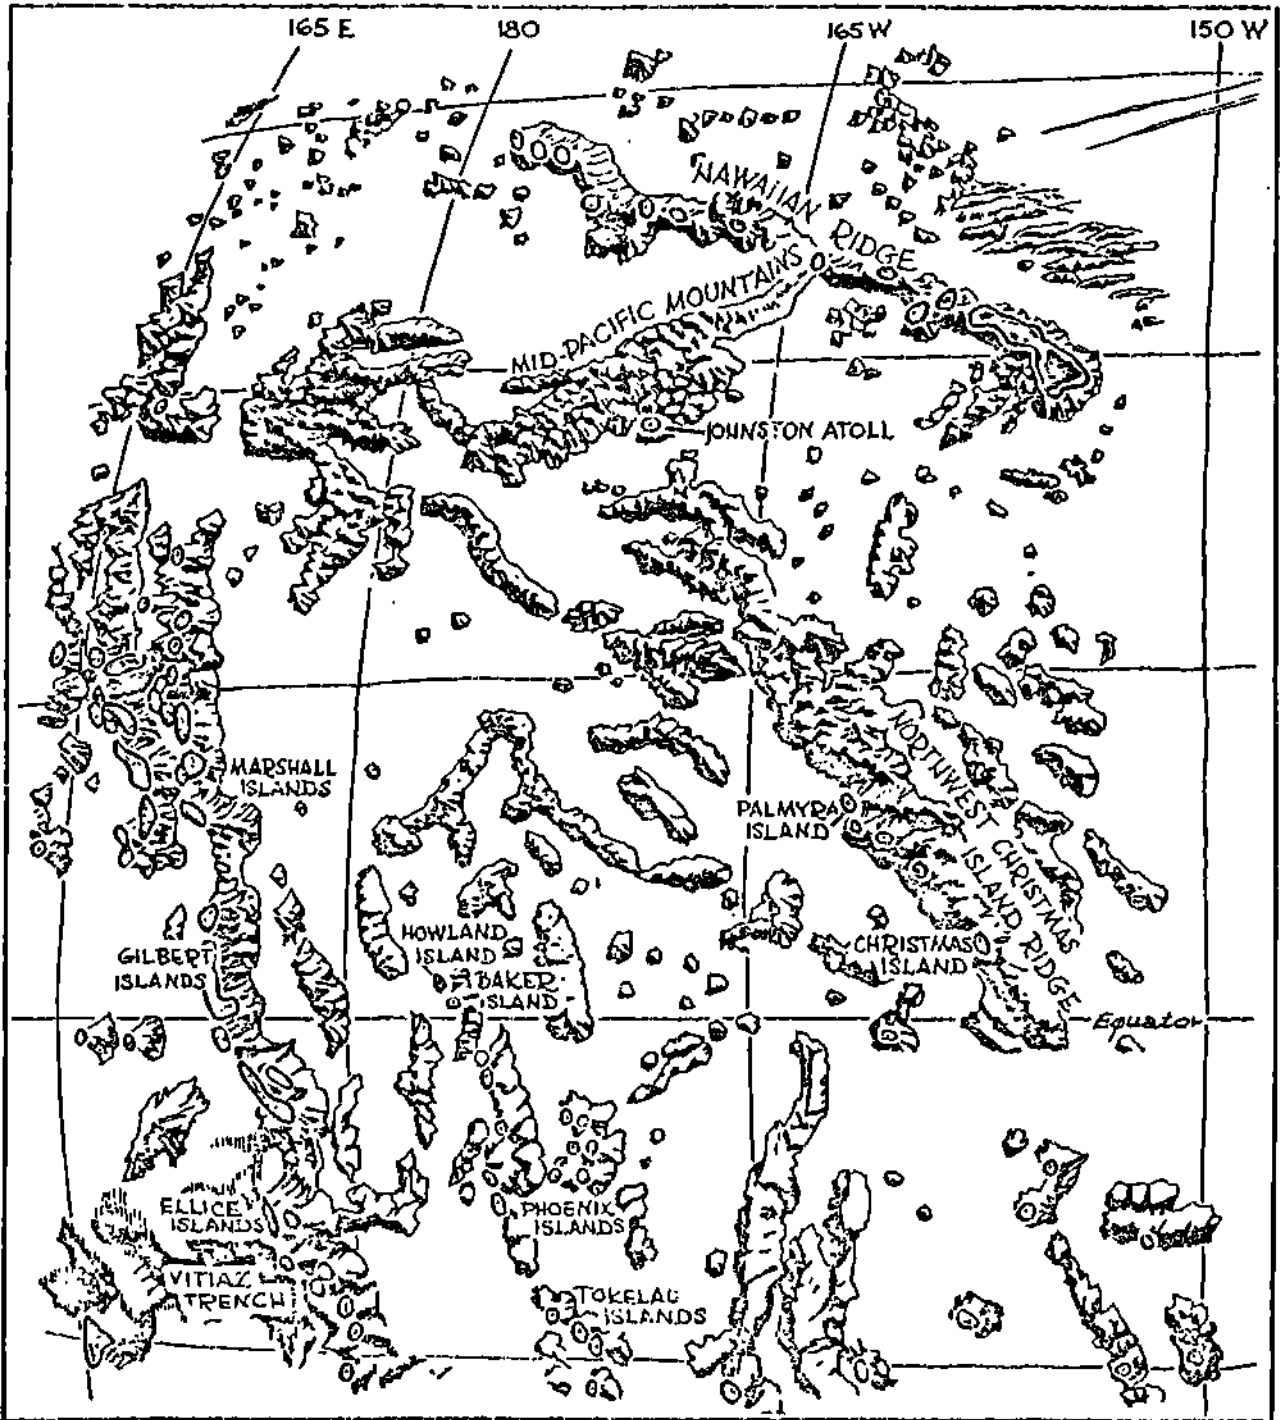 165 E
180
165 W
150 W
HAWAIIAN
RIDGE
MID-PACIFIC MOUNTAINS
JOHNSTON ATOLL
MARSHALL
ISLANDS
NORTHWEST CHRISTMAS
ISLAND RIDGE
PALMYRA
ISLAND
HOWLAND
ISLAND
BAKER
ISLAND
CHRISTMAS
ISLAND
GILBERT
ISLANDS
Equator
ELLICE
ISLANDS
PHOENIX
ISLANDS
VITIAZ
TRENCH
TOKELAU
ISLANDS